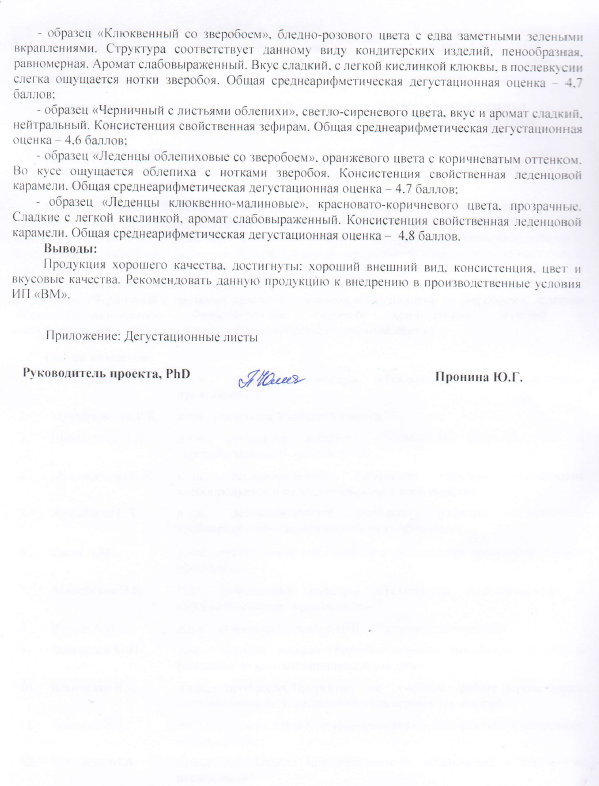 - образец «Клюквенный со зверобоем», бледно-розового цвета с едва заметными зелеными
вкраплениями. Структура соответствует данному виду кондитерских изделий, пенообразная,
равномерная. Аромат слабовыраженный. Вкус сладкий, с легкой кислинкой клюквы, в послевкусии
слегка ощущается нотки зверобоя. Общая среднеарифметическая дегустационная оценка – 4,7
баллов;
- образец «Черничный с листьями облепихи», светло-сиреневого цвета, вкус и аромат сладкий,
нейтральный. Консистенция свойственная зефирам. Общая среднеарифметическая дегустационная
оценка – 4,6 баллов;
- образец «Леденцы облепиховые со зверобоем», оранжевого цвета с коричневатым оттенком.
Во кусе ощущается облепиха с нотками зверобоя. Консистенция свойственная леденцовой
карамели. Общая среднеарифметическая дегустационная оценка – 4,7 баллов;
- образец «Леденцы клюквенно-малиновые», красновато-коричневого цвета, прозрачные.
Сладкие с легкой кислинкой, аромат слабовыраженный. Консистенция свойственная леденцовой
карамели. Общая среднеарифметическая дегустационная оценка – 4,8 баллов.
Выводы:
Продукция хорошего качества, достигнуты: хороший внешний вид, консистенция, цвет и
вкусовые качества. Рекомендовать данную продукцию к внедрению в производственные условия
ИП «ВМ».
Приложение: Дегустационные листы
Руководитель проекта, PhD Пронина Ю.Г.